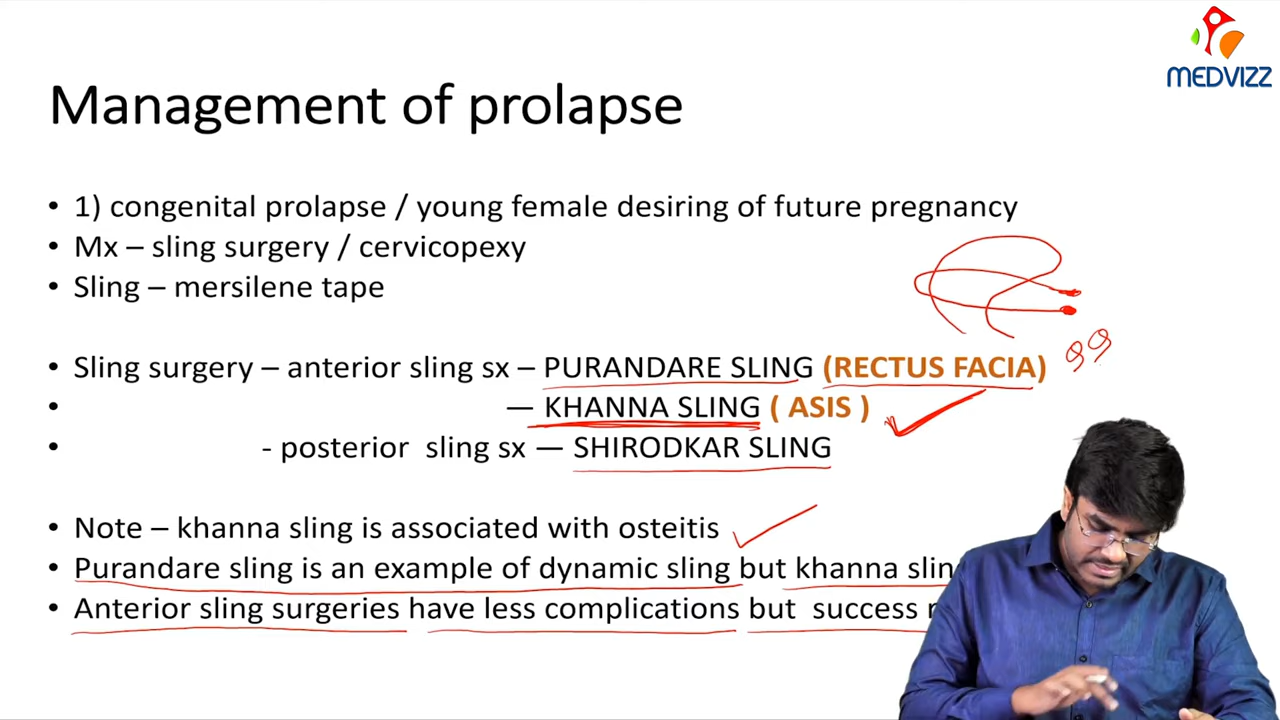 MEDVIZZ
Management of prolapse
• 1) congenital prolapse / young female desiring of future pregnancy
• Mx – sling surgery / cervicopexy
• Sling – mersilene tape
• Sling surgery – anterior sling sx – PURANDARE SLING (RECTUS FACIA)
• — KHANNA SLING ( ASIS )
• - posterior sling sx — SHIRODKAR SLING
• Note – khanna sling is associated with osteitis
• Purandare sling is an example of dynamic sling but khanna slin
• Anterior sling surgeries have less complications but success